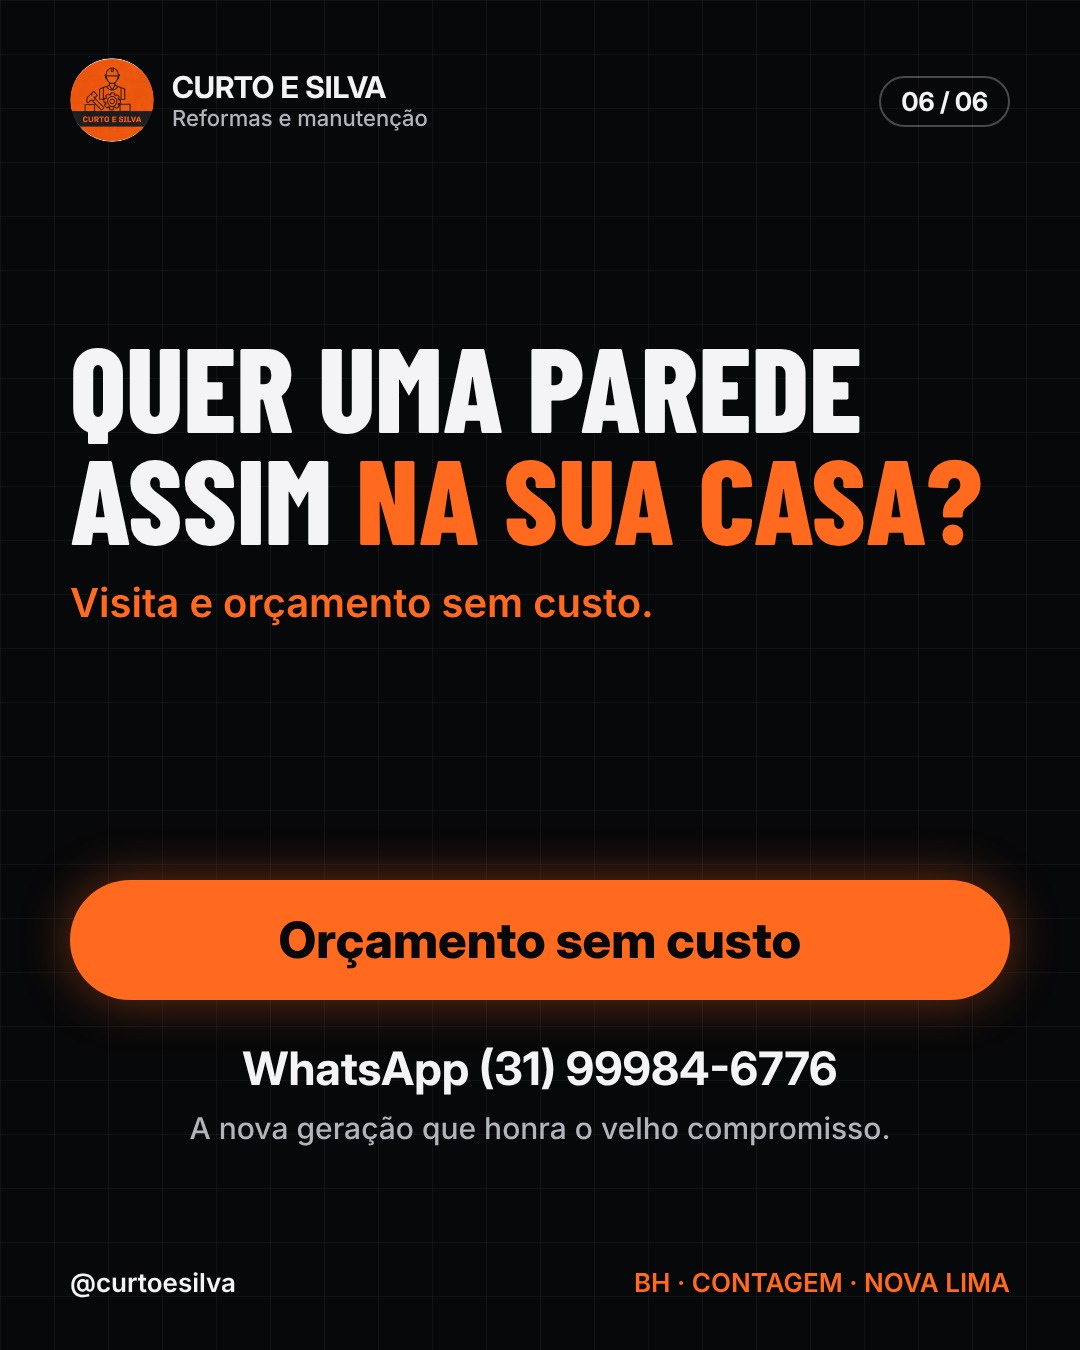 CURTO E SILVA
CURTO E SILVA
Reformas e manutenção
06 / 06
QUER UMA PAREDE
ASSIM NA SUA CASA?
Visita e orçamento sem custo.
Orçamento sem custo
WhatsApp (31) 99984-6776
A nova geração que honra o velho compromisso.
@curtoesilva
BH · CONTAGEM · NOVA LIMA